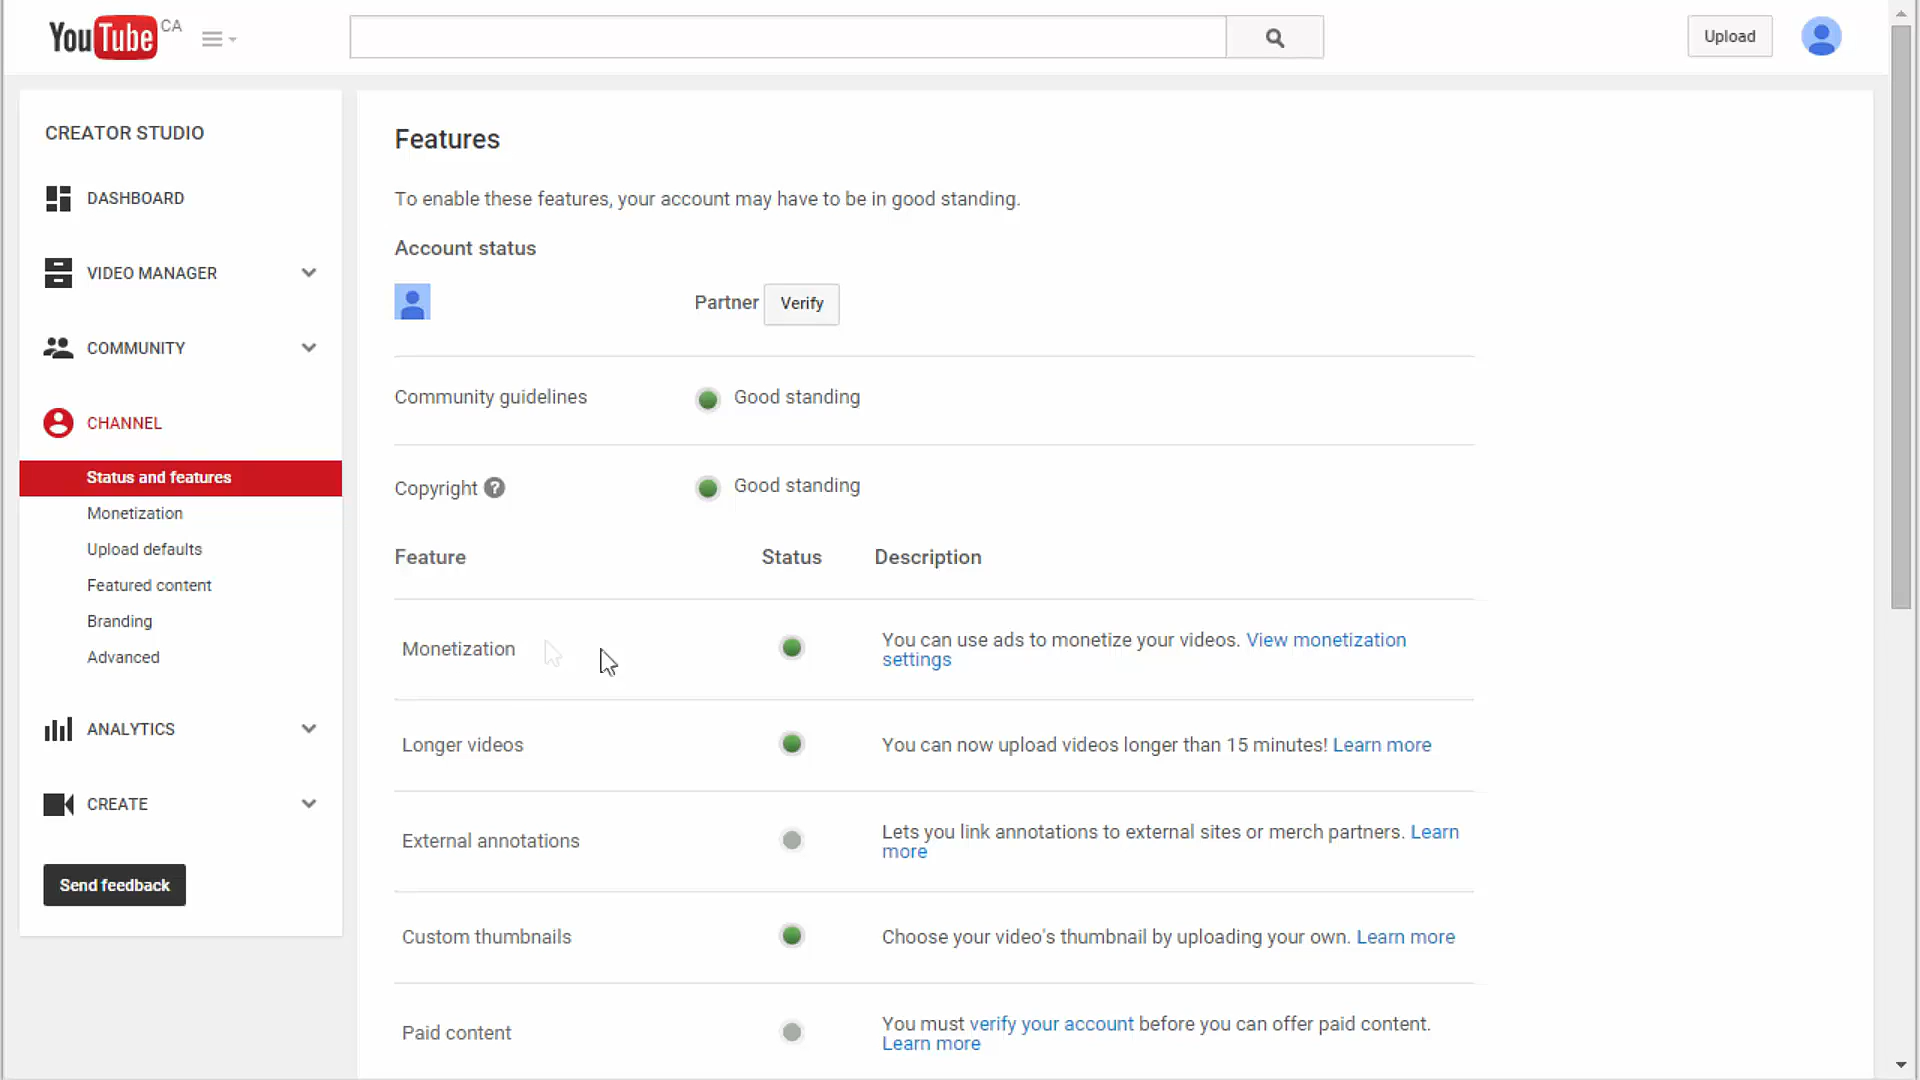 YouTube CA
Upload
CREATOR STUDIO
DASHBOARD
VIDEO MANAGER
COMMUNITY
CHANNEL
Status and features
Monetization
Upload defaults
Featured content
Branding
Advanced
ANALYTICS
CREATE
Send feedback
Features
To enable these features, your account may have to be in good standing.
Account status
Partner Verify
Community guidelines Good standing
Copyright ? Good standing
Feature Status Description
Monetization You can use ads to monetize your videos. View monetization
settings
Longer videos You can now upload videos longer than 15 minutes! Learn more
External annotations Lets you link annotations to external sites or merch partners. Learn
more
Custom thumbnails Choose your video's thumbnail by uploading your own. Learn more
Paid content You must verify your account before you can offer paid content.
Learn more